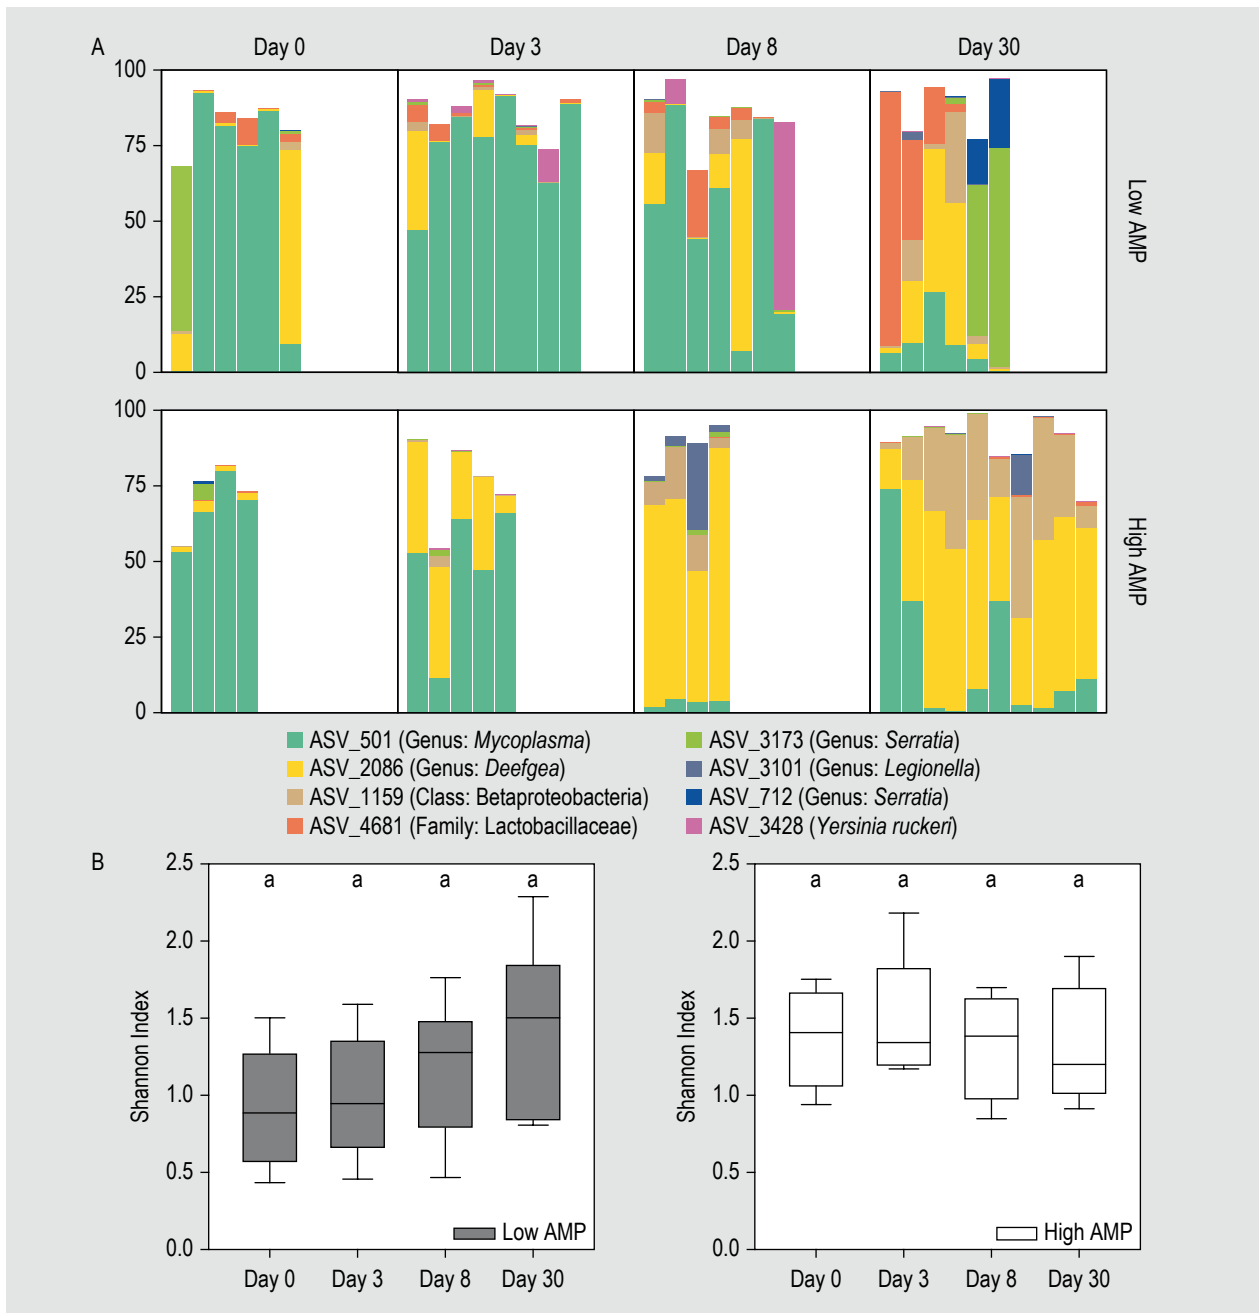 A
Day 0 Day 3 Day 8 Day 30
100
75
50
25
0
Low AMP
100
75
50
25
0
High AMP
ASV_501 (Genus: Mycoplasma)
ASV_2086 (Genus: Deefgea)
ASV_1159 (Class: Betaproteobacteria)
ASV_4681 (Family: Lactobacillaceae)
ASV_3173 (Genus: Serratia)
ASV_3101 (Genus: Legionella)
ASV_712 (Genus: Serratia)
ASV_3428 (Yersinia ruckeri)
B
Shannon Index
2.5
2.0
1.5
1.0
0.5
0.0
a a a a
Low AMP
Day 0 Day 3 Day 8 Day 30
Shannon Index
2.5
2.0
1.5
1.0
0.5
0.0
a a a a
High AMP
Day 0 Day 3 Day 8 Day 30